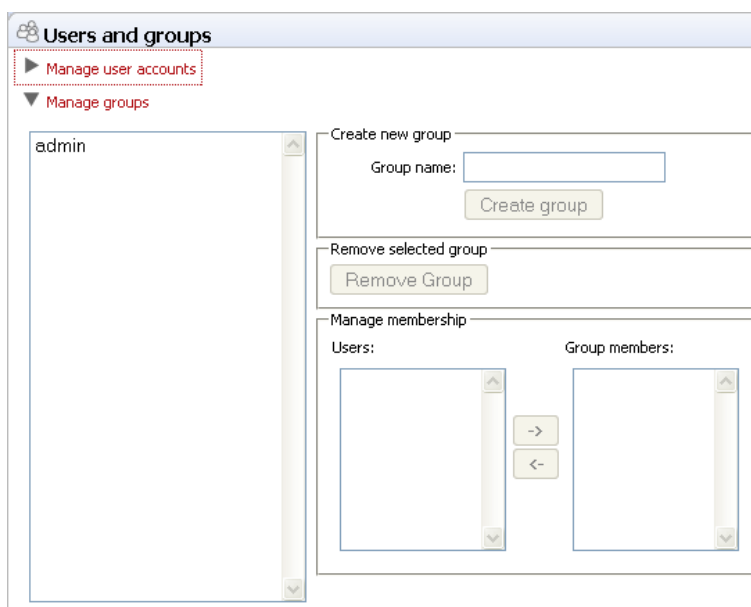 Users and groups
Manage user accounts
Manage groups
admin
Create new group
Group name:
Create group
Remove selected group
Remove Group
Manage membership
Users: Group members:
->
<-